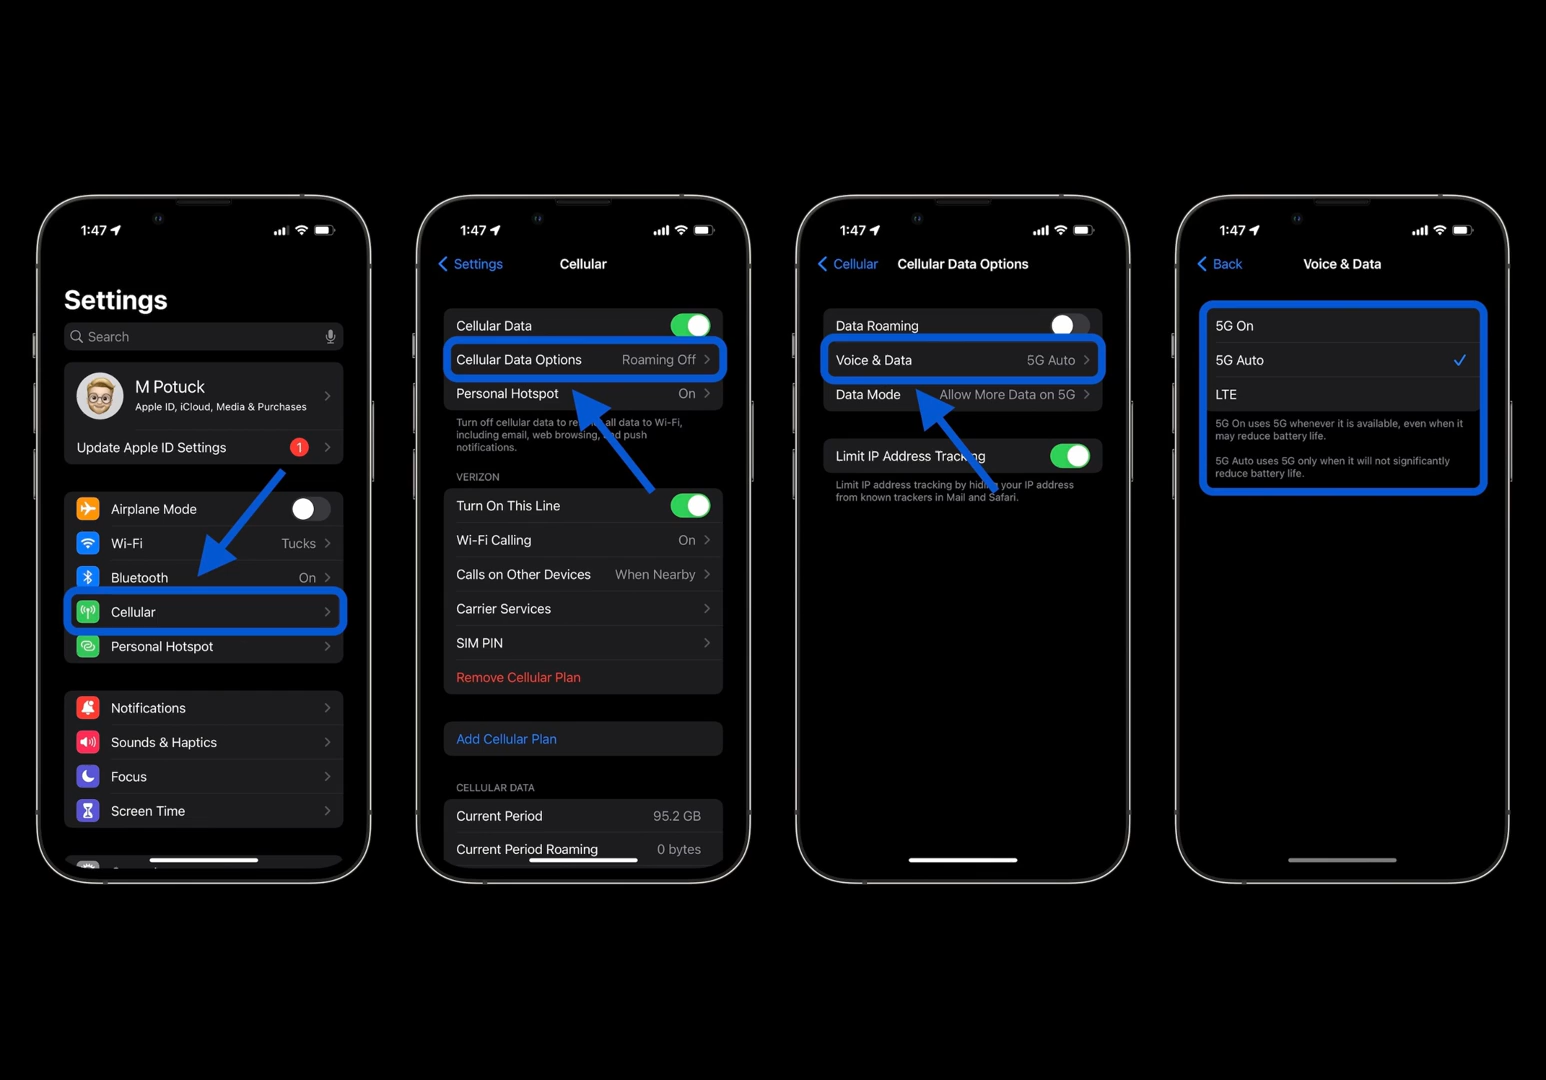 1:47
Settings
Search
M Potuck
Apple ID, iCloud, Media & Purchases
Update Apple ID Settings 1
Airplane Mode
Wi-Fi Tucks
Bluetooth On
Cellular
Personal Hotspot
Notifications
Sounds & Haptics
Focus
Screen Time
1:47
Settings Cellular
Cellular Data
Cellular Data Options Roaming Off
Personal Hotspot On
Turn off cellular data to all data to Wi-Fi,
including email, web browsing, and push
notifications.
VERIZON
Turn On This Line
Wi-Fi Calling On
Calls on Other Devices When Nearby
Carrier Services
SIM PIN
Remove Cellular Plan
Add Cellular Plan
CELLULAR DATA
Current Period 95.2 GB
Current Period Roaming 0 bytes
1:47
Cellular Cellular Data Options
Data Roaming
Voice & Data 5G Auto
Data Mode Allow More Data on 5G
Limit IP Address Tracking
Limit IP address tracking by hiding your IP address
from known trackers in Mail and Safari.
1:47
Back Voice & Data
5G On
5G Auto
LTE
5G On uses 5G whenever it is available, even when it
may reduce battery life.
5G Auto uses 5G only when it will not significantly
reduce battery life.